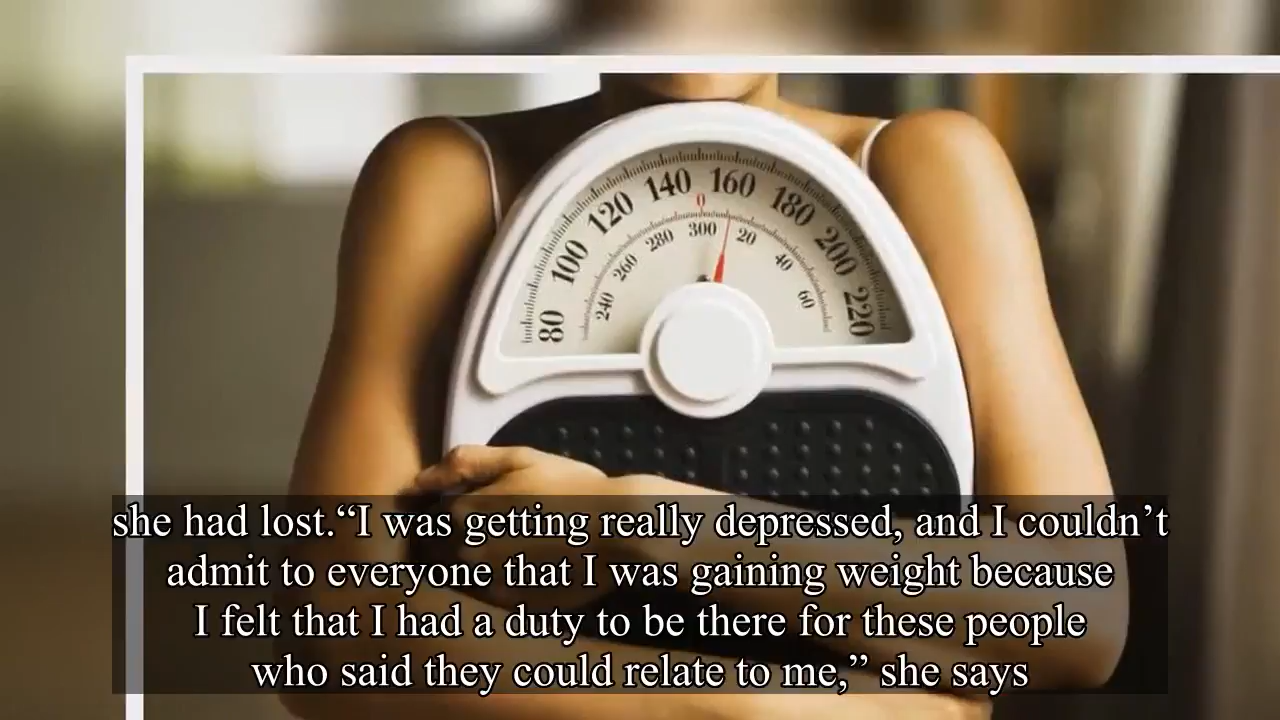 80 100 120 140 160 180 200 220
0
240 260 280 300 20 40 60
she had lost.“I was getting really depressed, and I couldn’t
admit to everyone that I was gaining weight because
I felt that I had a duty to be there for these people
who said they could relate to me,” she says